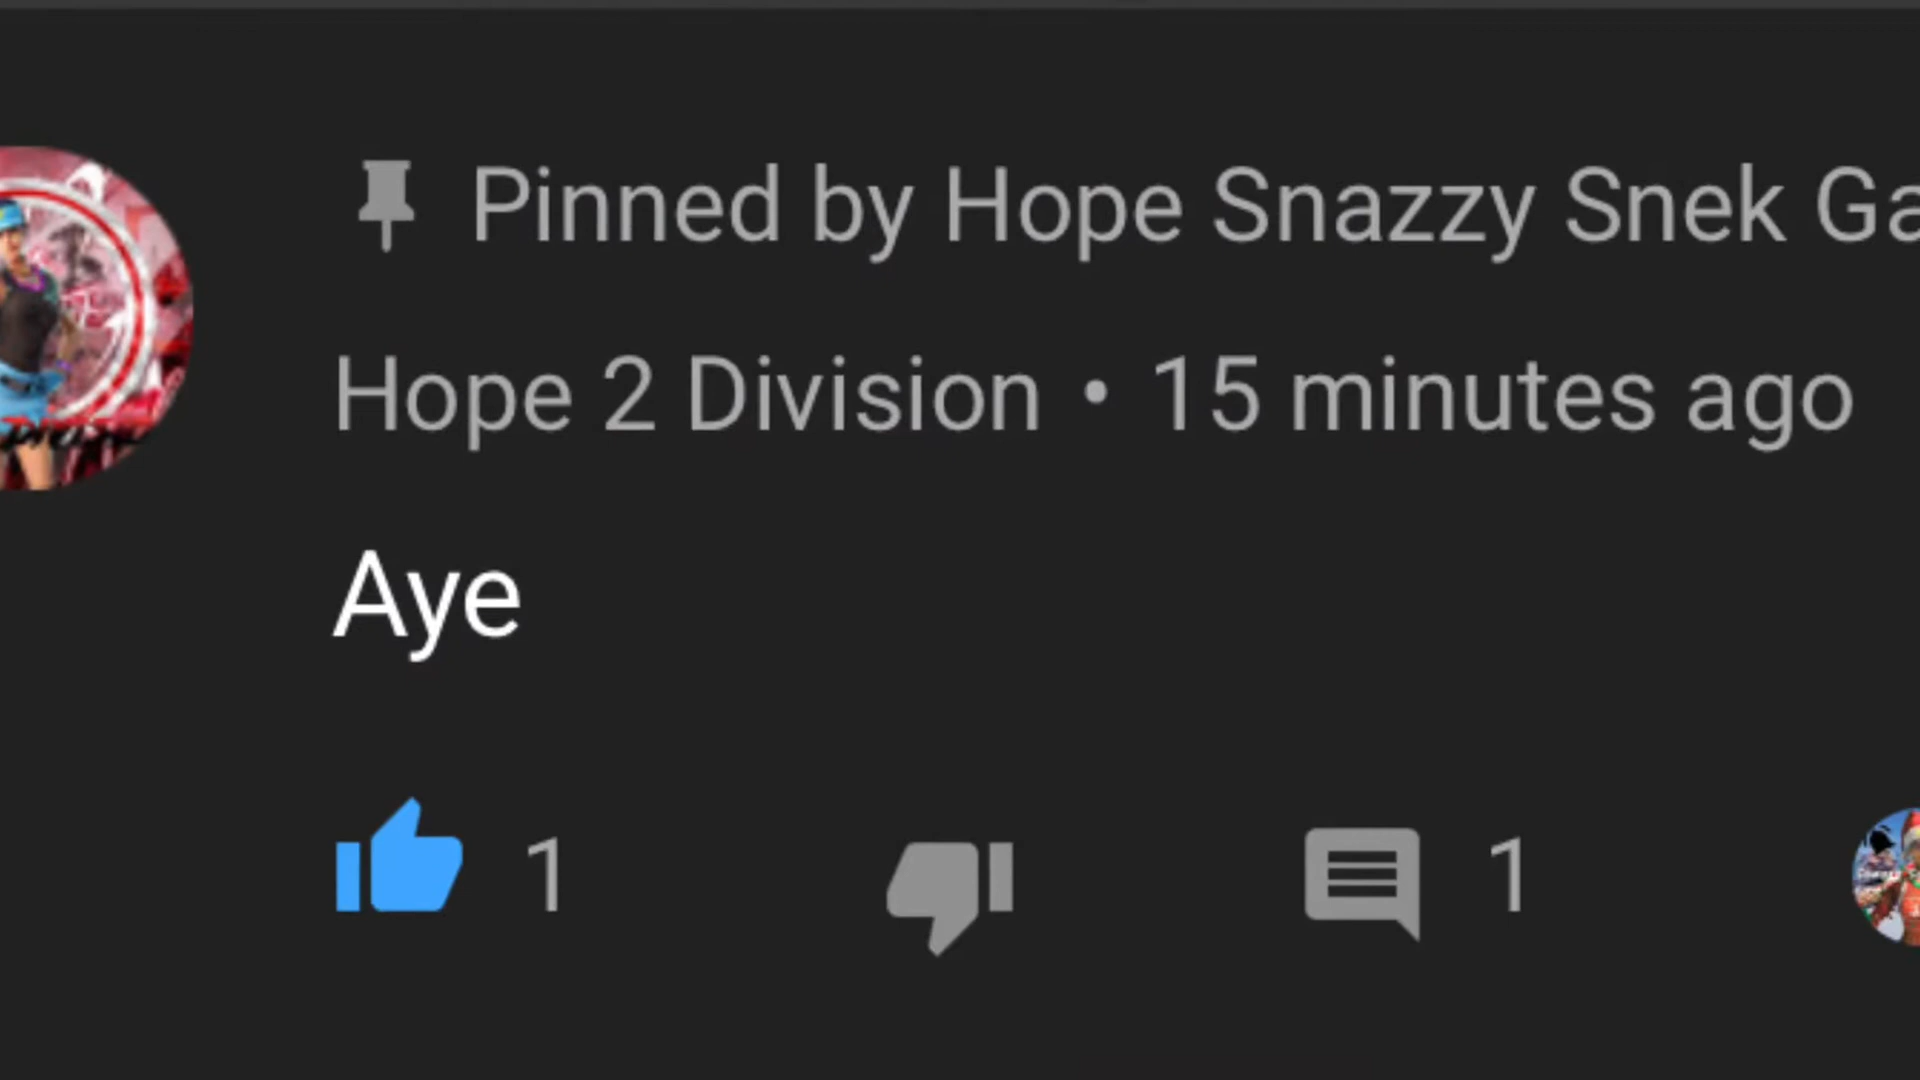 Pinned by Hope Snazzy Snek Ga
Hope 2 Division • 15 minutes ago
Aye
1
1